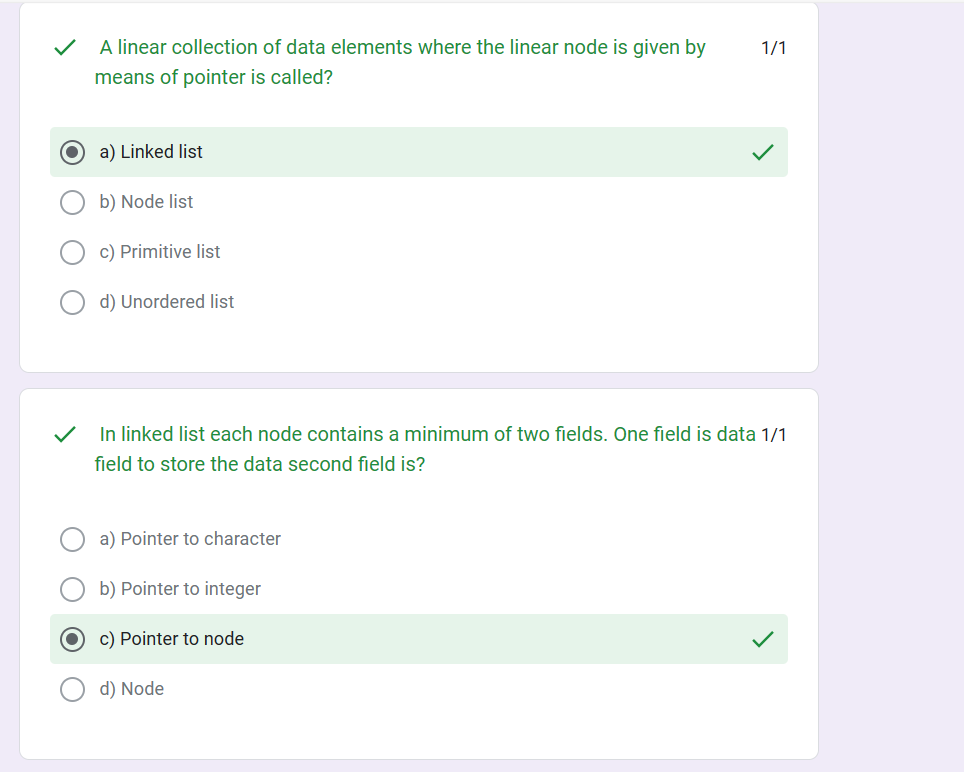 A linear collection of data elements where the linear node is given by 1/1
means of pointer is called?
a) Linked list
b) Node list
c) Primitive list
d) Unordered list
In linked list each node contains a minimum of two fields. One field is data 1/1
field to store the data second field is?
a) Pointer to character
b) Pointer to integer
c) Pointer to node
d) Node